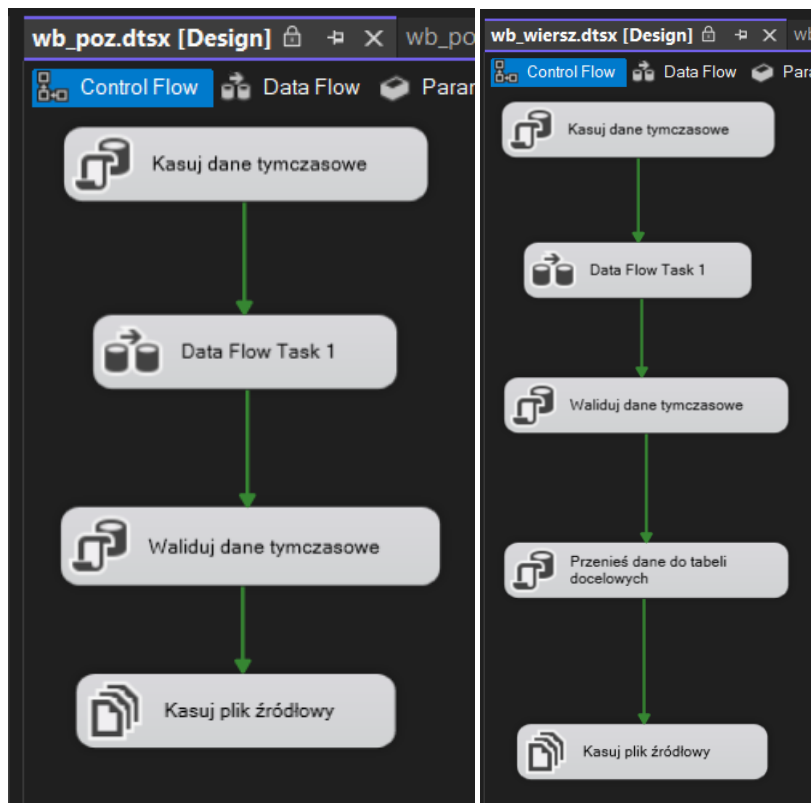 wb_poz.dtsx [Design] wb_po
Control Flow Data Flow Paran
Kasuj dane tymczasowe
Data Flow Task 1
Waliduj dane tymczasowe
Kasuj plik źródłowy
wb_wiersz.dtsx [Design] wb
Control Flow Data Flow Para
Kasuj dane tymczasowe
Data Flow Task 1
Waliduj dane tymczasowe
Przenieś dane do tabeli
docelowych
Kasuj plik źródłowy